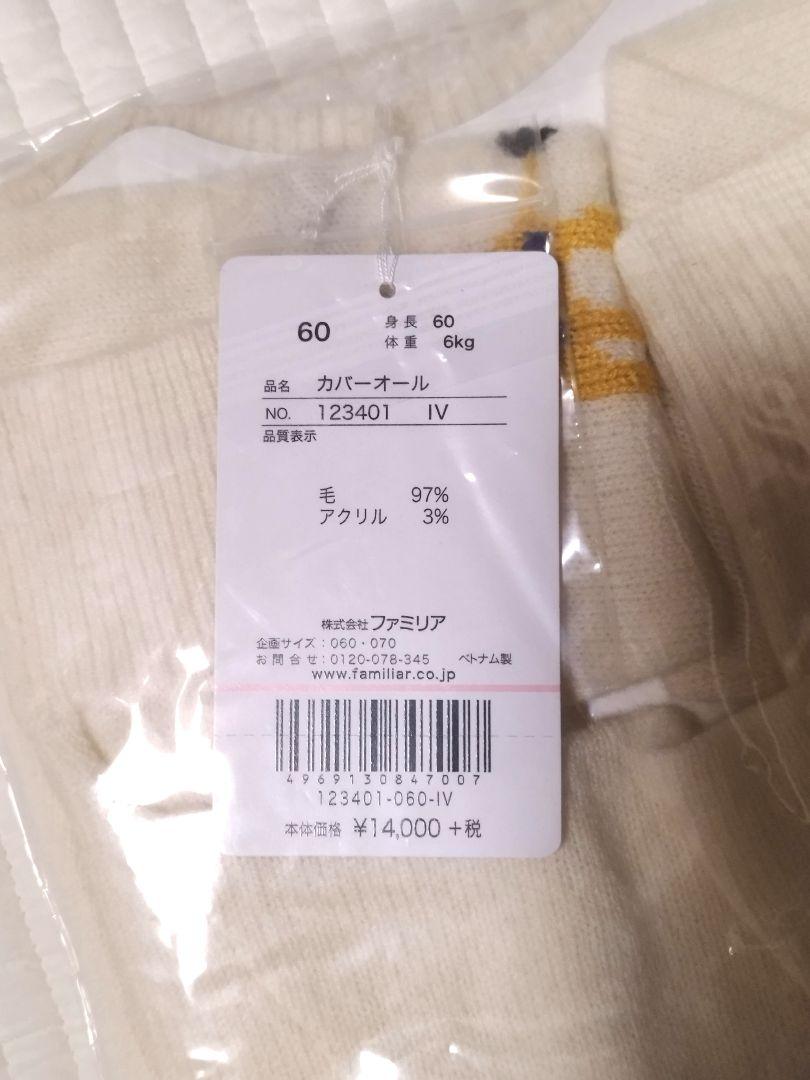 60
身長 60
体重 6kg
品名 カバーオール
NO. 123401 IV
品質表示
毛 97%
アクリル 3%
株式会社ファミリア
企画サイズ:060・070
お問合せ:0120-078-345 ベトナム製
www.familiar.co.jp
4969130847007
123401-060-IV
本体価格 ¥14,000+税